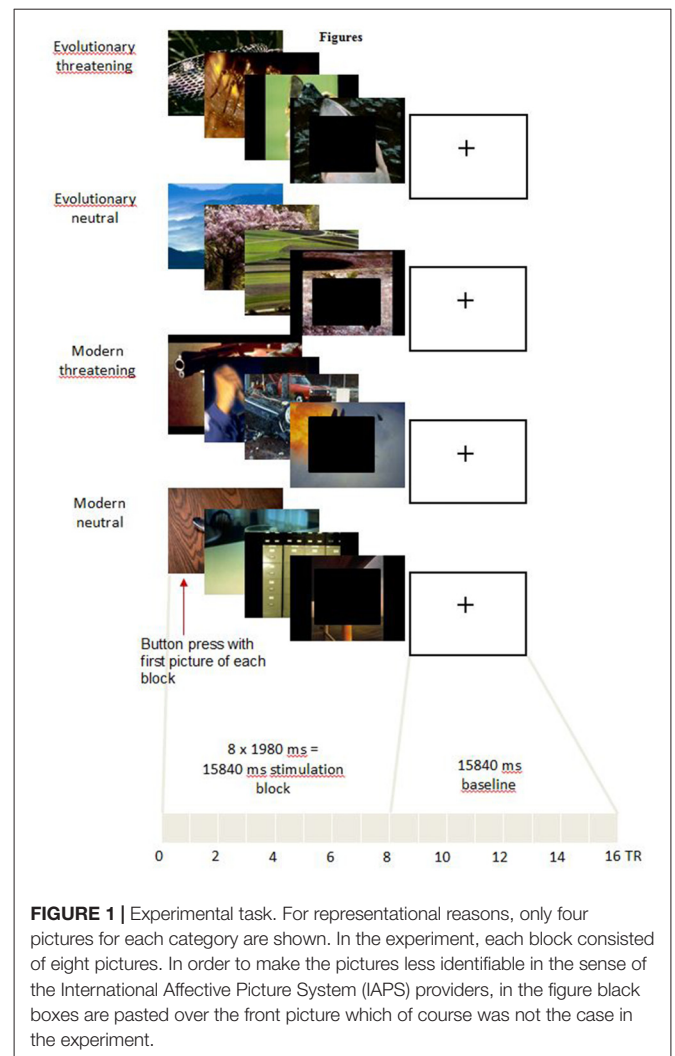 Figures
Evolutionary
threatening
Evolutionary
neutral
Modern
threatening
Modern
neutral
Button press with
first picture of each
block
8 x 1980 ms =
15840 ms stimulation
block
15840 ms
baseline
0 2 4 6 8 10 12 14 16 TR
FIGURE 1 | Experimental task. For representational reasons, only four
pictures for each category are shown. In the experiment, each block consisted
of eight pictures. In order to make the pictures less identifiable in the sense of
the International Affective Picture System (IAPS) providers, in the figure black
boxes are pasted over the front picture which of course was not the case in
the experiment.